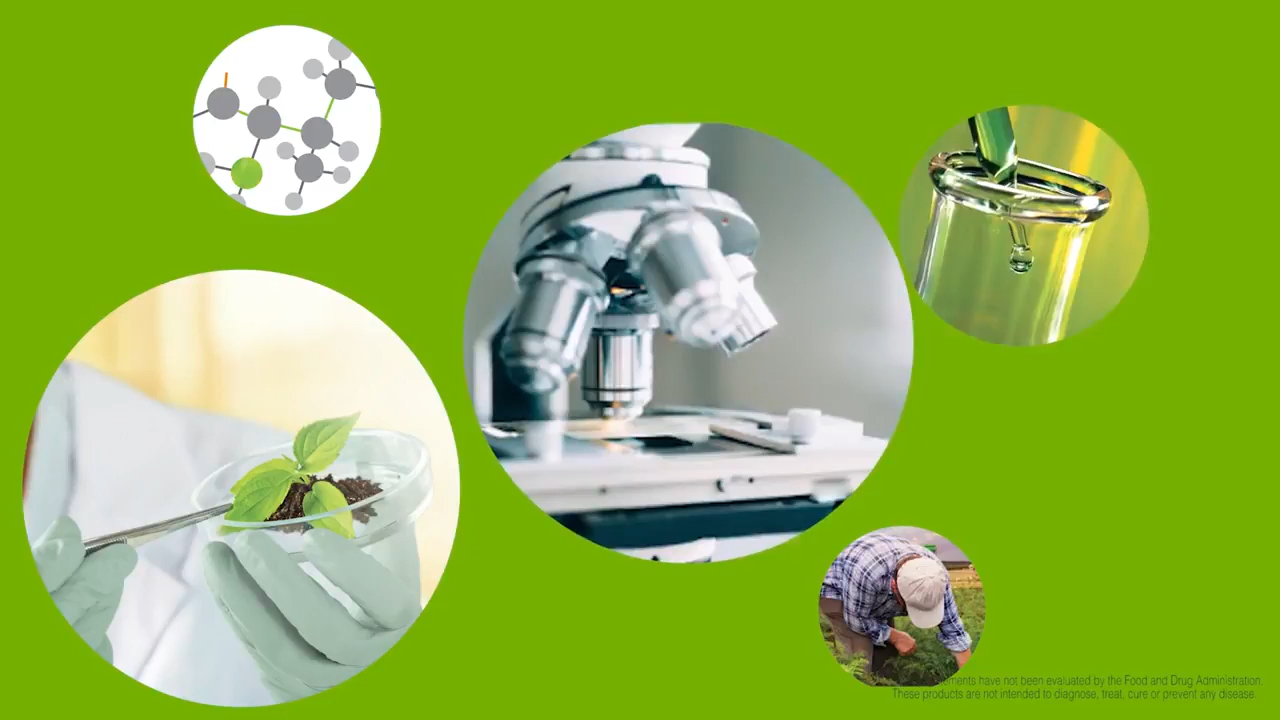 have not been evaluated by the Food and Drug Administration.
These products are not intended to diagnose, treat, cure or prevent any disease.